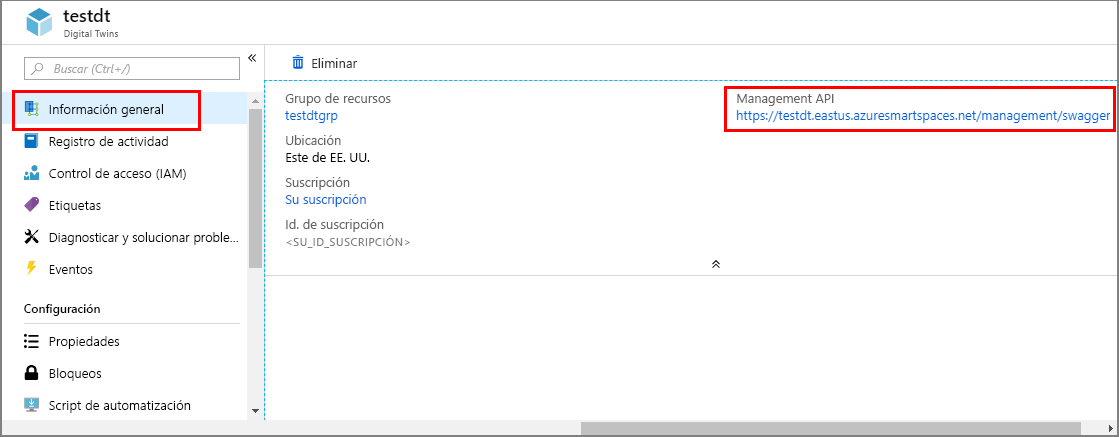 testdt
Digital Twins
Buscar (Ctrl+/)
Información general
Registro de actividad
Control de acceso (IAM)
Etiquetas
Diagnosticar y solucionar proble...
Eventos
Configuración
Propiedades
Bloqueos
Script de automatización
Eliminar
Grupo de recursos
testdtgrp
Ubicación
Este de EE. UU.
Suscripción
Su suscripción
Id. de suscripción
<SU_ID_SUSCRIPCIÓN>
Management API
https://testdt.eastus.azuresmartspaces.net/management/swagger